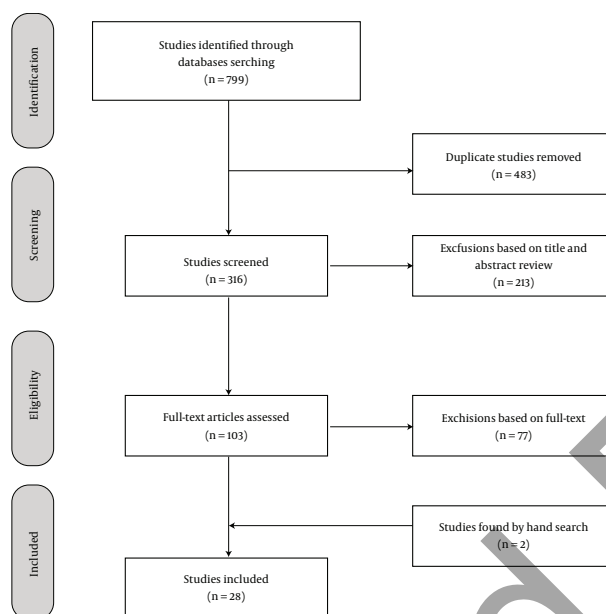 Identification
Studies identified through
databases serching
(n = 799)
Duplicate studies removed
(n = 483)
Screening
Studies screened
(n = 316)
Excfusions based on title and
abstract review
(n = 213)
Eligibility
Full-text articles assessed
(n = 103)
Exchisions based on full-text
(n = 77)
Included
Studies found by hand search
(n = 2)
Studies included
(n = 28)